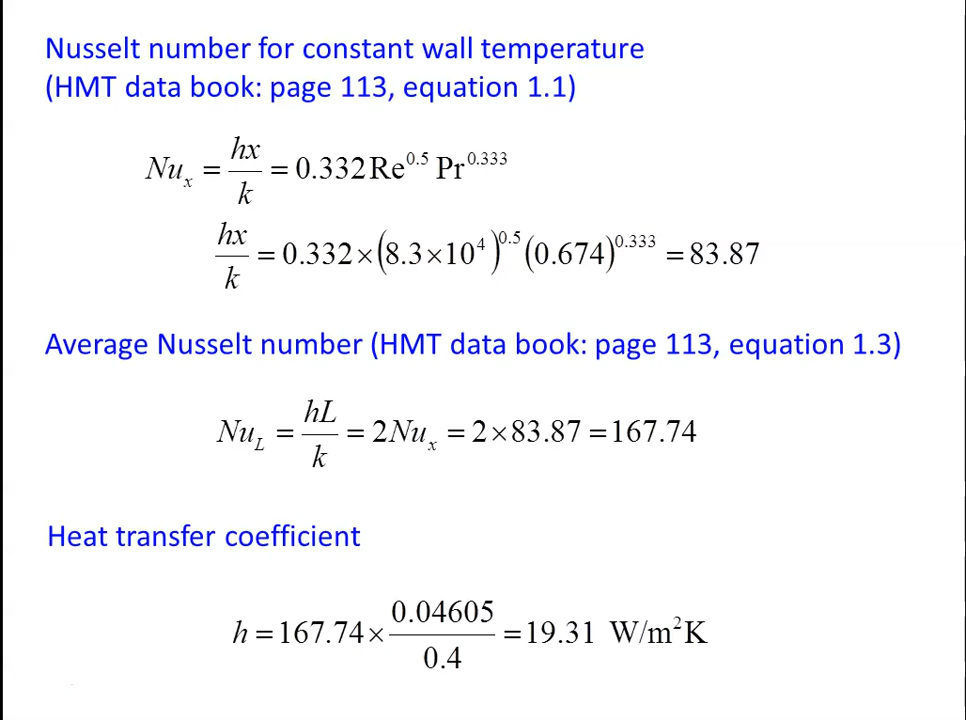 Nusselt number for constant wall temperature
(HMT data book: page 113, equation 1.1)
Nu_x = hx/k = 0.332 Re^0.5 Pr^0.333
hx/k = 0.332 × (8.3 × 10^4)^0.5 (0.674)^0.333 = 83.87
Average Nusselt number (HMT data book: page 113, equation 1.3)
Nu_L = hL/k = 2Nu_x = 2 × 83.87 = 167.74
Heat transfer coefficient
h = 167.74 × 0.04605/0.4 = 19.31 W/m²K